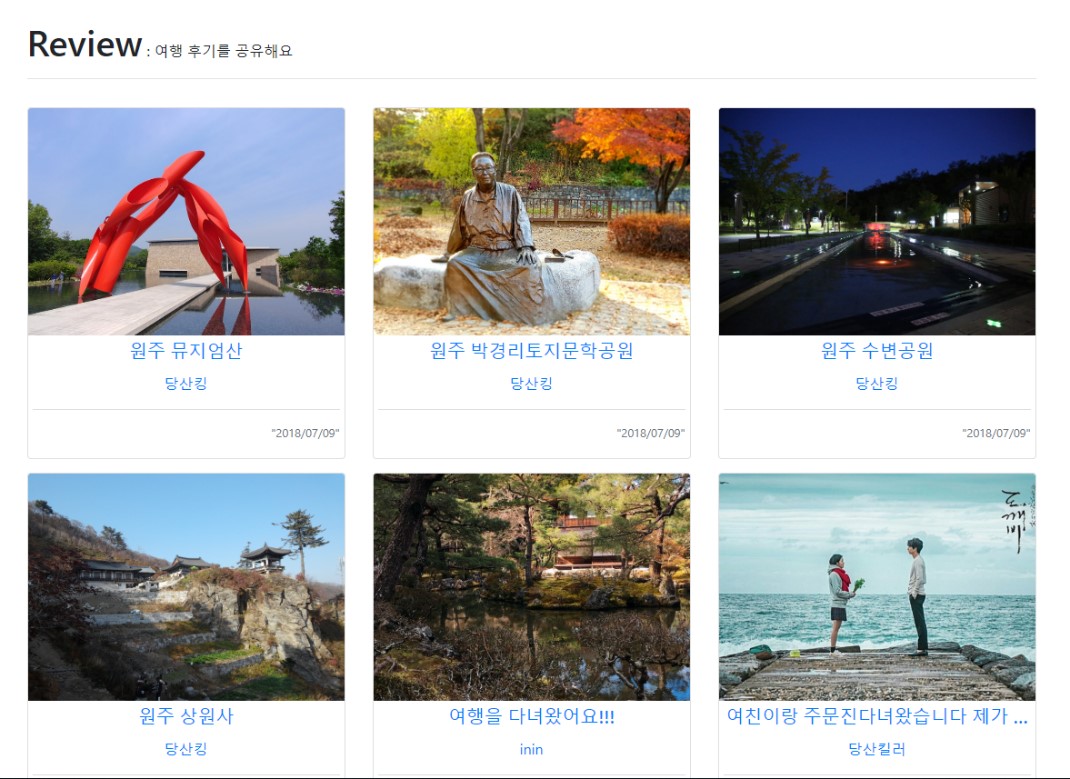 Review : 여행 후기를 공유해요
원주 뮤지엄산
당산킹
"2018/07/09"
원주 박경리토지문학공원
당산킹
"2018/07/09"
원주 수변공원
당산킹
"2018/07/09"
원주 상원사
당산킹
여행을 다녀왔어요!!!
inin
도깨비
여친이랑 주문진다녀왔습니다 제가 ...
당산킬러